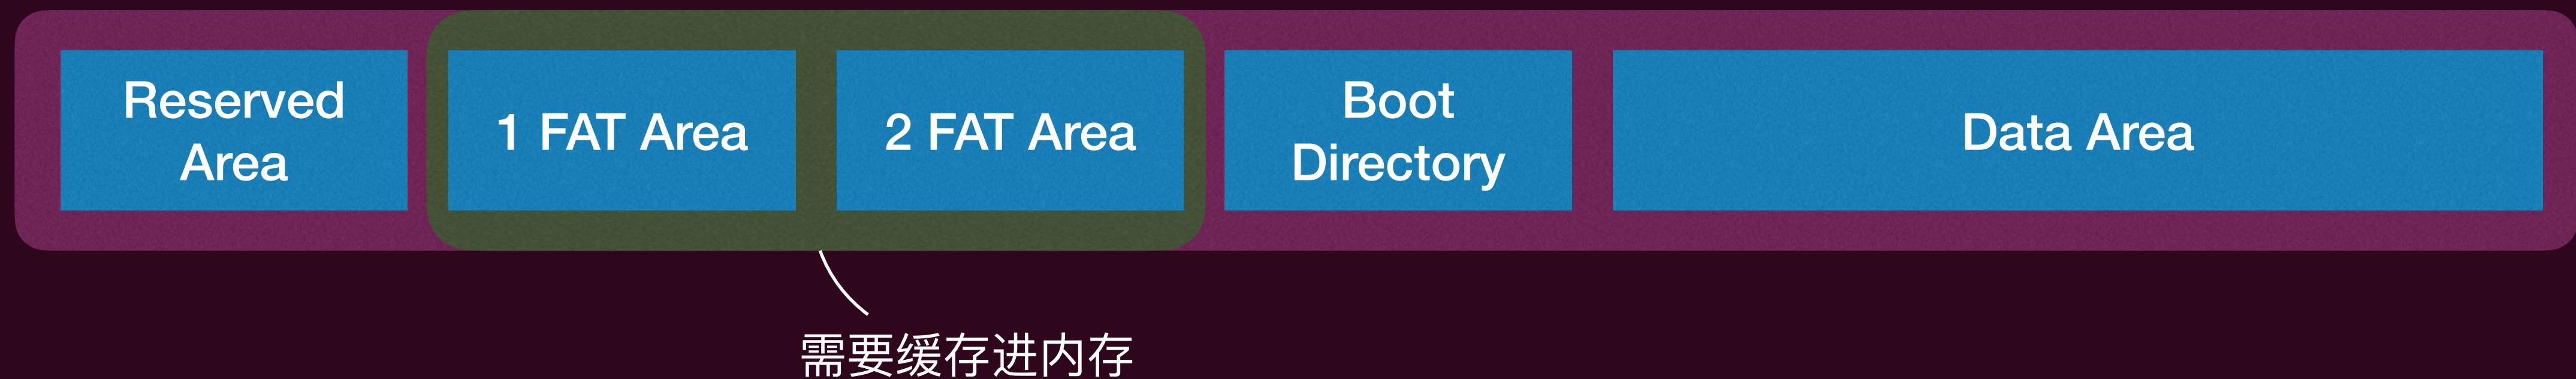 Reserved
Area
1 FAT Area
2 FAT Area
Boot
Directory
Data Area
需要缓存进内存